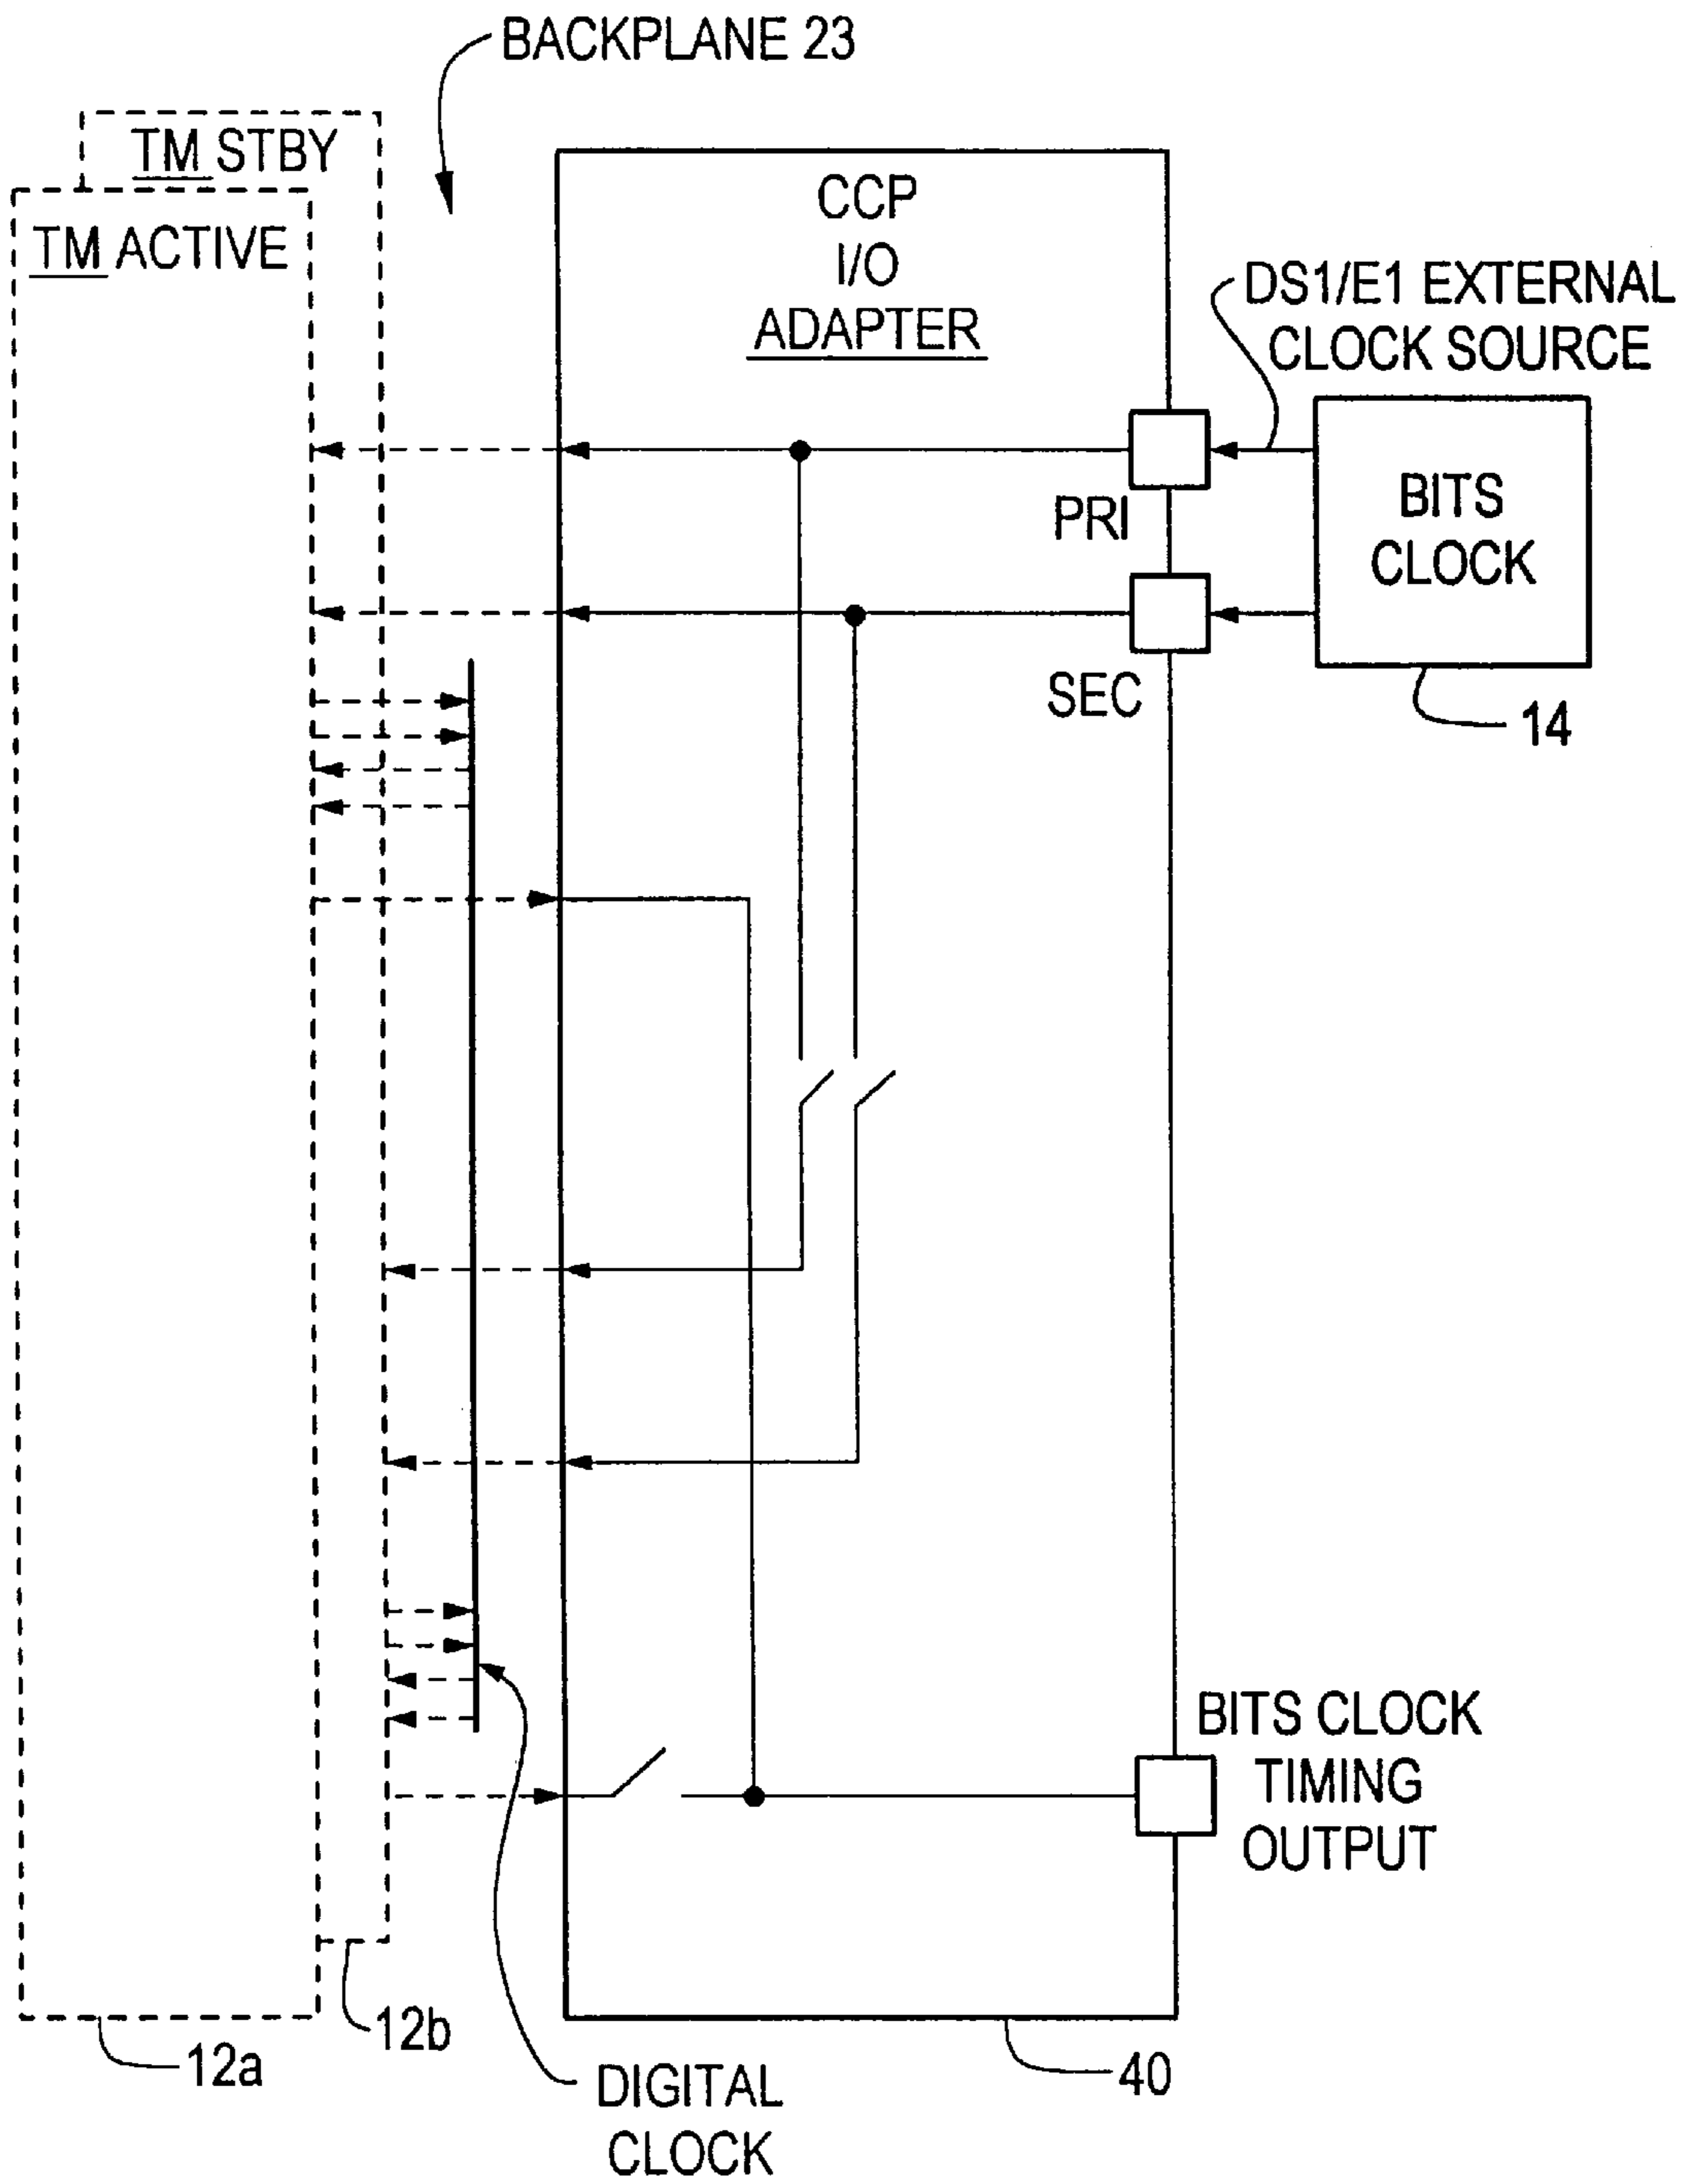 BACKPLANE 23
TM STBY
TM ACTIVE
CCP
I/O
ADAPTER
DS1/E1 EXTERNAL
CLOCK SOURCE
PRI
BITS
CLOCK
SEC
14
BITS CLOCK
TIMING
OUTPUT
12b
12a
40
DIGITAL
CLOCK